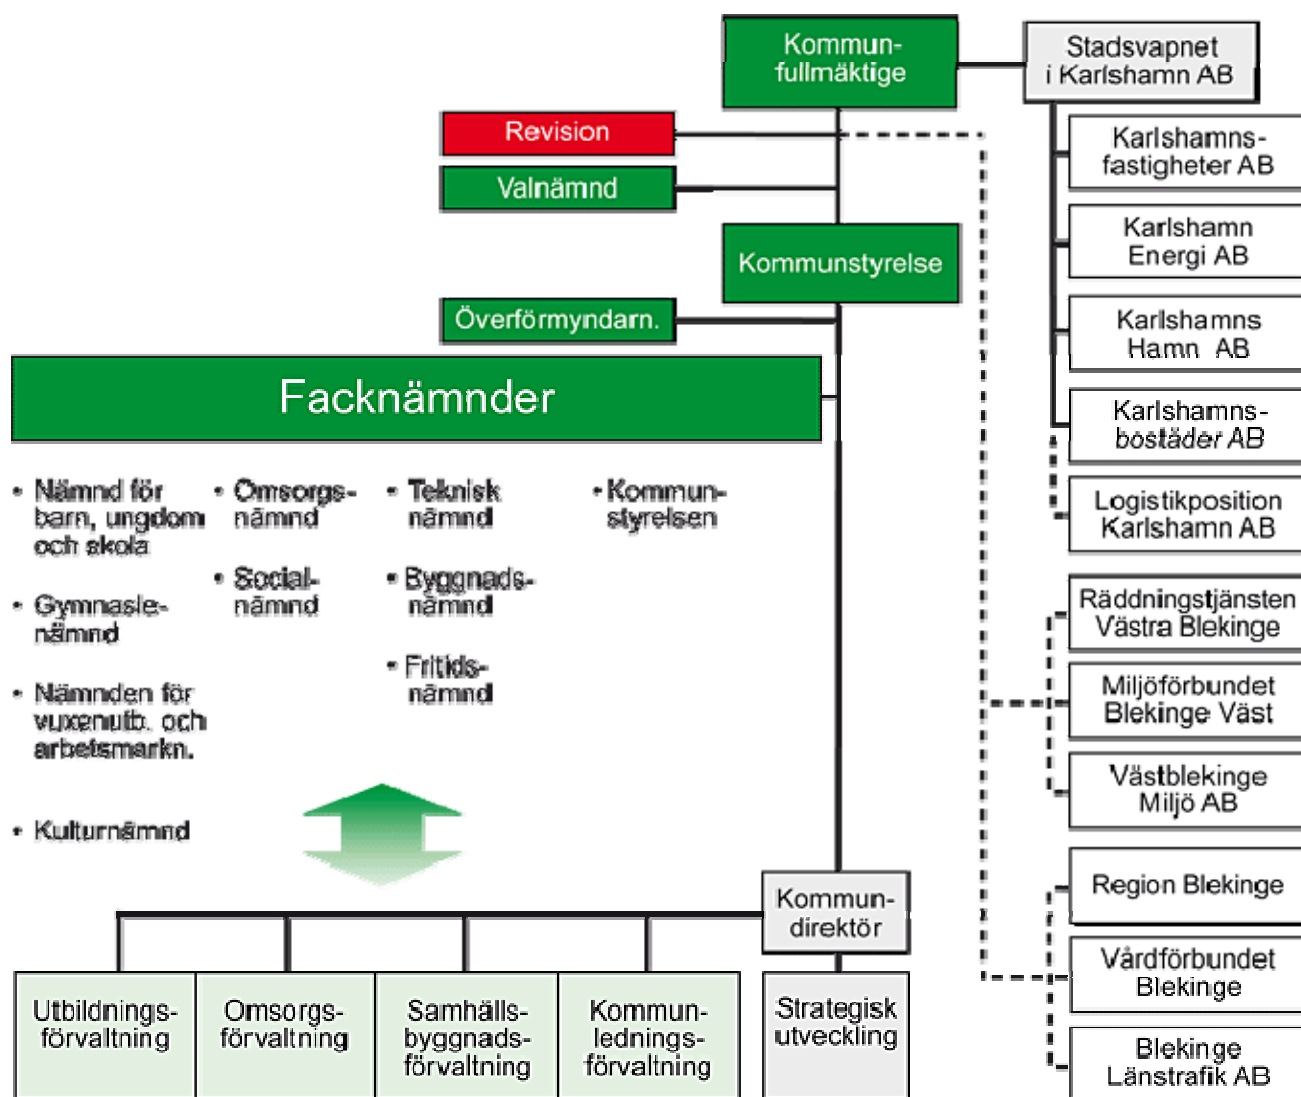 Kommun-
fullmäktige
Stadsvapnet
i Karlshamn AB
Revision
Valnämnd
Kommunstyrelse
Överförmyndarn.
Karlshamns-
fastigheter AB
Karlshamn
Energi AB
Karlshamns
Hamn AB
Karlshamns-
bostäder AB
Logistikposition
Karlshamn AB
Facknämnder
• Nämnd för
barn, ungdom
och skola
• Gymnasie-
nämnd
• Nämnden för
vuxenutb. och
arbetsmarkn.
• Kulturnämnd
• Omsorgs-
nämnd
• Social-
nämnd
• Teknisk
nämnd
• Byggnads-
nämnd
• Fritids-
nämnd
• Kommun-
styrelsen
Räddningstjänsten
Västra Blekinge
Miljöförbundet
Blekinge Väst
Västblekinge
Miljö AB
Region Blekinge
Vårdförbundet
Blekinge
Blekinge
Länstrafik AB
Kommun-
direktör
Utbildnings-
förvaltning
Omsorgs-
förvaltning
Samhälls-
byggnads-
förvaltning
Kommun-
lednings-
förvaltning
Strategisk
utveckling